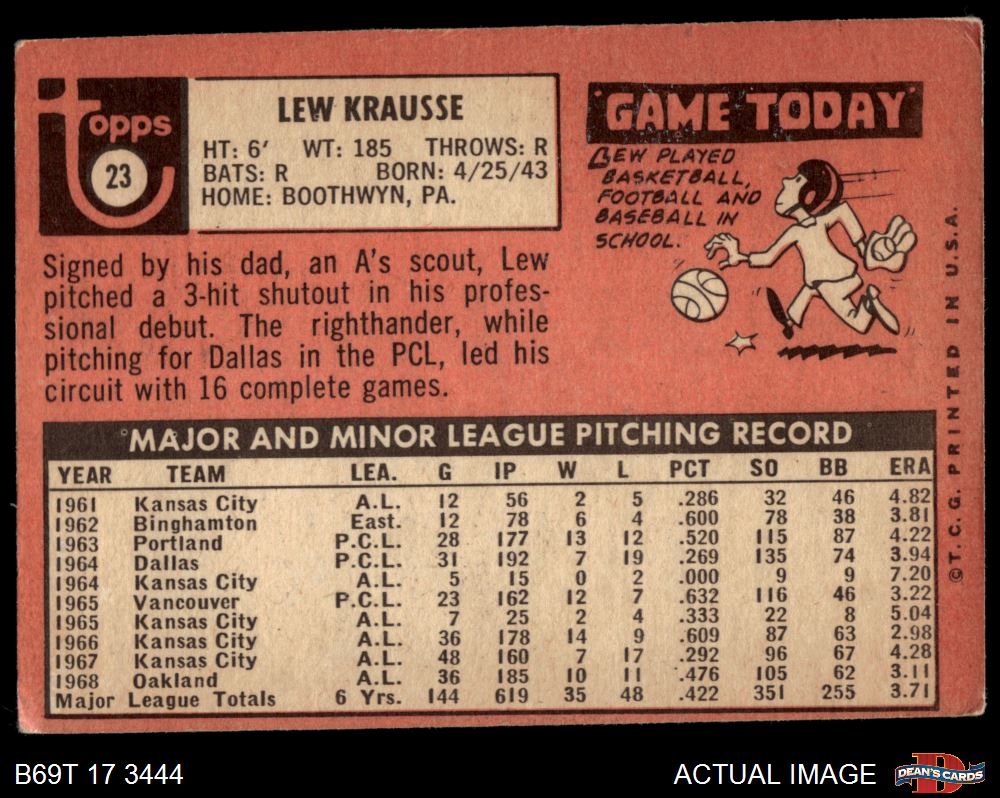 Topps
23
LEW KRAUSSE
HT: 6' WT: 185 THROWS: R
BATS: R BORN: 4/25/43
HOME: BOOTHWYN, PA.
"GAME TODAY"
LEW PLAYED
BASKETBALL,
FOOTBALL AND
BASEBALL IN
SCHOOL.
Signed by his dad, an A's scout, Lew
pitched a 3-hit shutout in his profes-
sional debut. The righthander, while
pitching for Dallas in the PCL, led his
circuit with 16 complete games.
MAJOR AND MINOR LEAGUE PITCHING RECORD
YEAR TEAM LEA. G IP W L PCT SO BB ERA
1961 Kansas City A.L. 12 56 2 5 .286 32 46 4.82
1962 Binghamton East. 12 78 6 4 .600 78 38 3.81
1963 Portland P.C.L. 28 177 13 12 .520 115 87 4.22
1964 Dallas P.C.L. 31 192 7 19 .269 135 74 3.94
1964 Kansas City A.L. 5 15 0 2 .000 9 9 7.20
1965 Vancouver P.C.L. 23 162 12 7 .632 116 46 3.22
1965 Kansas City A.L. 7 25 2 4 .333 22 8 5.04
1966 Kansas City A.L. 36 178 14 9 .609 87 63 2.98
1967 Kansas City A.L. 48 160 7 17 .292 96 67 4.28
1968 Oakland A.L. 36 185 10 11 .476 105 62 3.11
Major League Totals 6 Yrs. 144 619 35 48 .422 351 255 3.71
© T. C. G. PRINTED IN U.S.A.
B69T 17 3444
ACTUAL IMAGE
D
DEAN'S CARDS